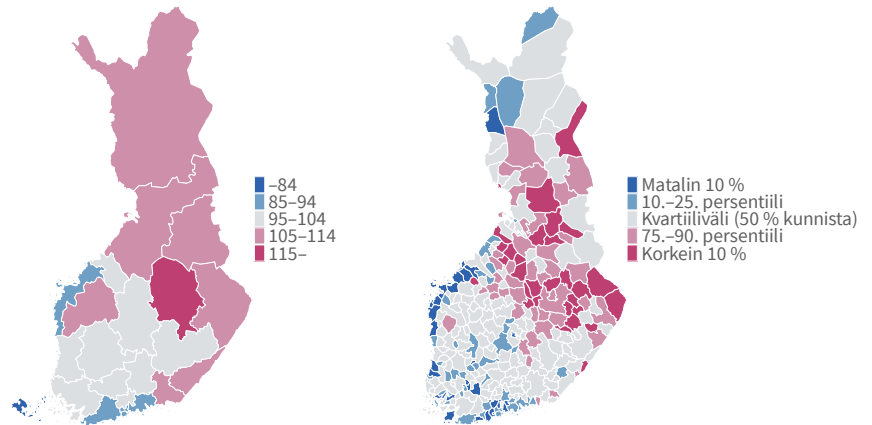 –84
85–94
95–104
105–114
115–
Matalin 10 %
10.–25. persentiili
Kvartiiliväli (50 % kunnista)
75.–90. persentiili
Korkein 10 %